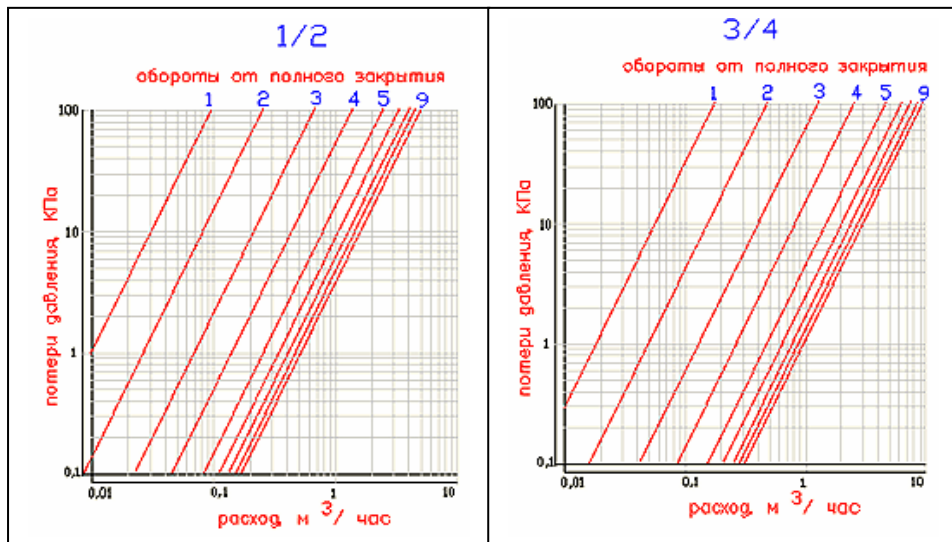 1/2
обороты от полного закрытия
1 2 3 4 5 9
100
10
1
0,1
потери давления, КПа
0,01 0,1 1 10
расход, м 3/ час
3/4
обороты от полного закрытия
1 2 3 4 5 9
100
10
1
0,1
потери давления, КПа
0,01 0,1 1 10
расход, м 3/ час